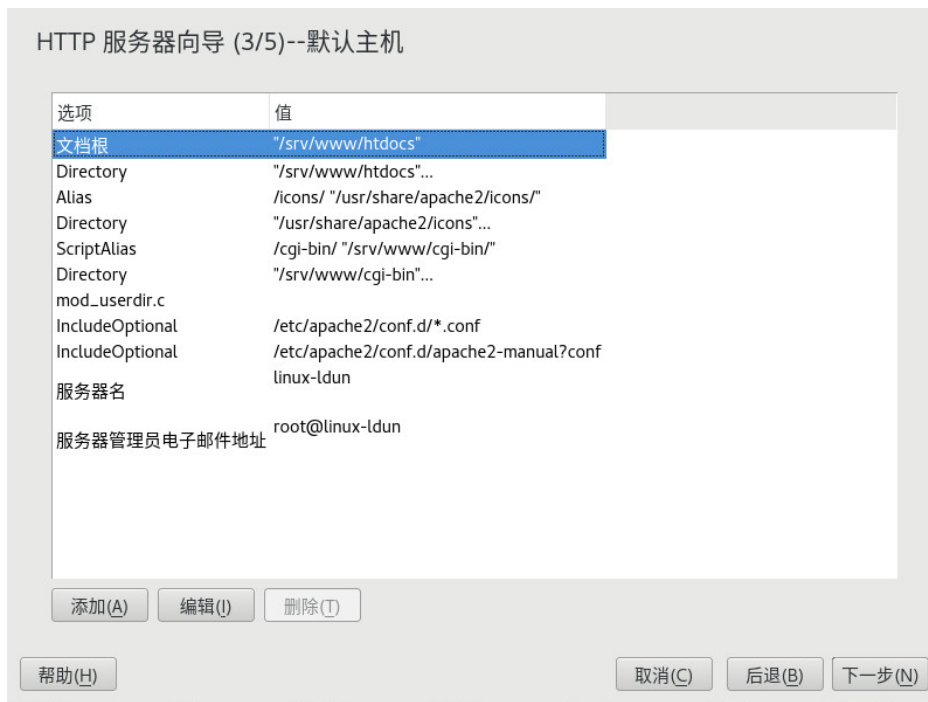 HTTP 服务器向导 (3/5)--默认主机
选项 值
文档根 "/srv/www/htdocs"
Directory "/srv/www/htdocs"...
Alias /icons/ "/usr/share/apache2/icons/"
Directory "/usr/share/apache2/icons"...
ScriptAlias /cgi-bin/ "/srv/www/cgi-bin/"
Directory "/srv/www/cgi-bin"...
mod_userdir.c
IncludeOptional /etc/apache2/conf.d/*.conf
IncludeOptional /etc/apache2/conf.d/apache2-manual?conf
服务器名 linux-ldun
服务器管理员电子邮件地址 root@linux-ldun
添加(A) 编辑(I) 删除(T)
帮助(H) 取消(C) 后退(B) 下一步(N)